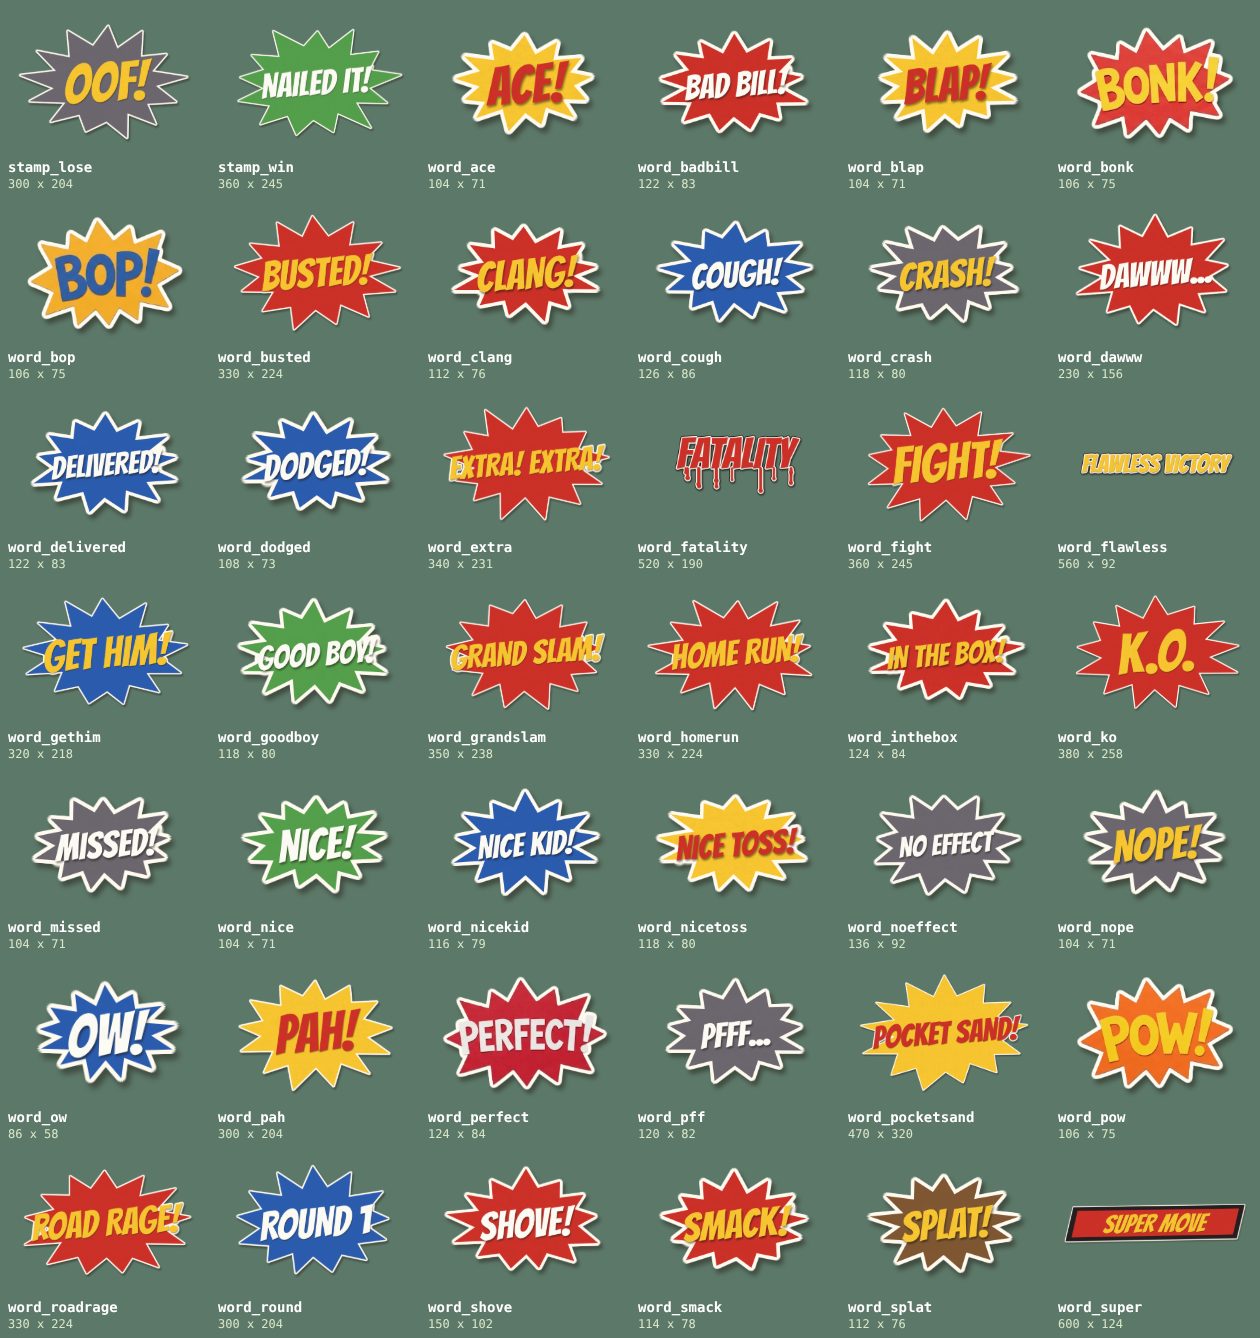 OOF!
NAILED IT!
ACE!
BAD BILL!
BLAP!
BONK!
stamp_lose
stamp_win
word_ace
word_badbill
word_blap
word_bonk
300 x 204
360 x 245
104 x 71
122 x 83
104 x 71
106 x 75
BOP!
BUSTED!
CLANG!
COUGH!
CRASH!
DAWWW...
word_bop
word_busted
word_clang
word_cough
word_crash
word_dawww
106 x 75
330 x 224
112 x 76
126 x 86
118 x 80
230 x 156
DELIVERED!
DODGED!
EXTRA! EXTRA!
FATALITY
FIGHT!
FLAWLESS VICTORY
word_delivered
word_dodged
word_extra
word_fatality
word_fight
word_flawless
122 x 83
108 x 73
340 x 231
520 x 190
360 x 245
560 x 92
GET HIM!
GOOD BOY!
GRAND SLAM!
HOME RUN!
IN THE BOX!
K.O.
word_gethim
word_goodboy
word_grandslam
word_homerun
word_inthebox
word_ko
320 x 218
118 x 80
350 x 238
330 x 224
124 x 84
380 x 258
MISSED!
NICE!
NICE KID!
NICE TOSS!
NO EFFECT
NOPE!
word_missed
word_nice
word_nicekid
word_nicetoss
word_noeffect
word_nope
104 x 71
104 x 71
116 x 79
118 x 80
136 x 92
104 x 71
OW!
PAH!
PERFECT!
PFFF...
POCKET SAND!
POW!
word_ow
word_pah
word_perfect
word_pff
word_pocketsand
word_pow
86 x 58
300 x 204
124 x 84
120 x 82
470 x 320
106 x 75
ROAD RAGE!
ROUND 1
SHOVE!
SMACK!
SPLAT!
SUPER MOVE
word_roadrage
word_round
word_shove
word_smack
word_splat
word_super
330 x 224
300 x 204
150 x 102
114 x 78
112 x 76
600 x 124